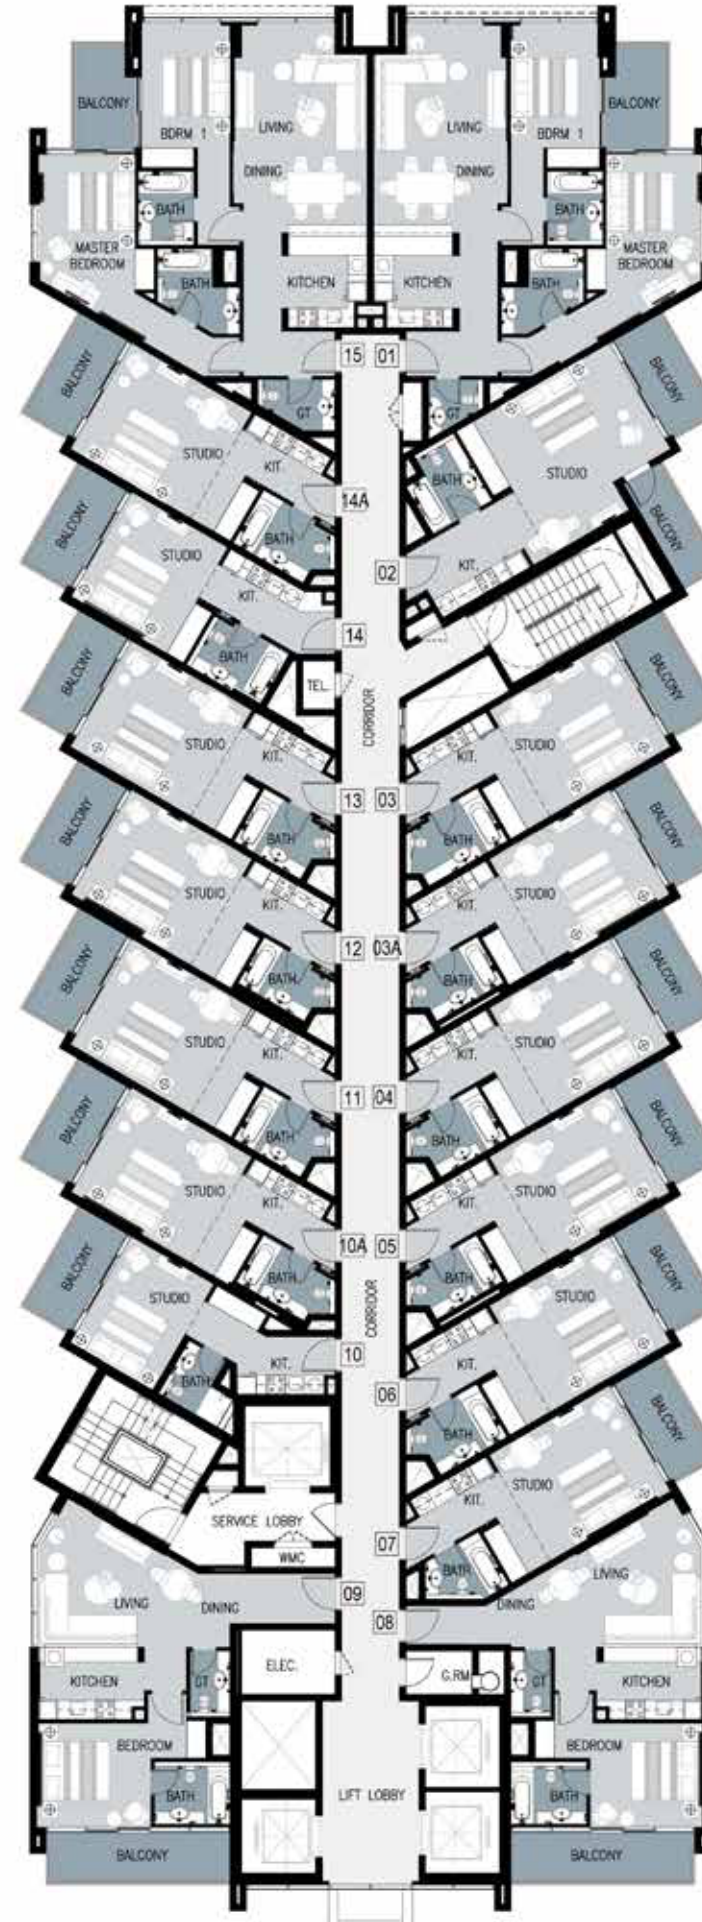 BALCONY
BDRM 1
LIVING
DINING
MASTER
BEDROOM
BATH
BATH
KITCHEN
LIVING
DINING
BDRM 1
BALCONY
BATH
MASTER
BEDROOM
BATH
KITCHEN
15
01
GT
GT
BALCONY
STUDIO
KIT.
14A
BATH
BALCONY
BATH
STUDIO
BALCONY
KIT.
02
BALCONY
STUDIO
KIT.
14
BATH
TEL.
CORRIDOR
BALCONY
STUDIO
KIT.
13
BATH
03
KIT.
STUDIO
BALCONY
BATH
BALCONY
STUDIO
KIT.
12
BATH
03A
KIT.
STUDIO
BALCONY
BATH
BALCONY
STUDIO
KIT.
11
BATH
04
KIT.
STUDIO
BALCONY
BATH
BALCONY
STUDIO
KIT.
10A
BATH
05
KIT.
STUDIO
BALCONY
BATH
CORRIDOR
BALCONY
STUDIO
KIT.
10
BATH
06
KIT.
STUDIO
BALCONY
BATH
SERVICE LOBBY
WMC
07
KIT.
STUDIO
BALCONY
BATH
09
08
LIVING
DINING
KITCHEN
GT
ELEC.
G.RM
DINING
LIVING
GT
KITCHEN
BEDROOM
BATH
BALCONY
LIFT LOBBY
BEDROOM
BATH
BALCONY